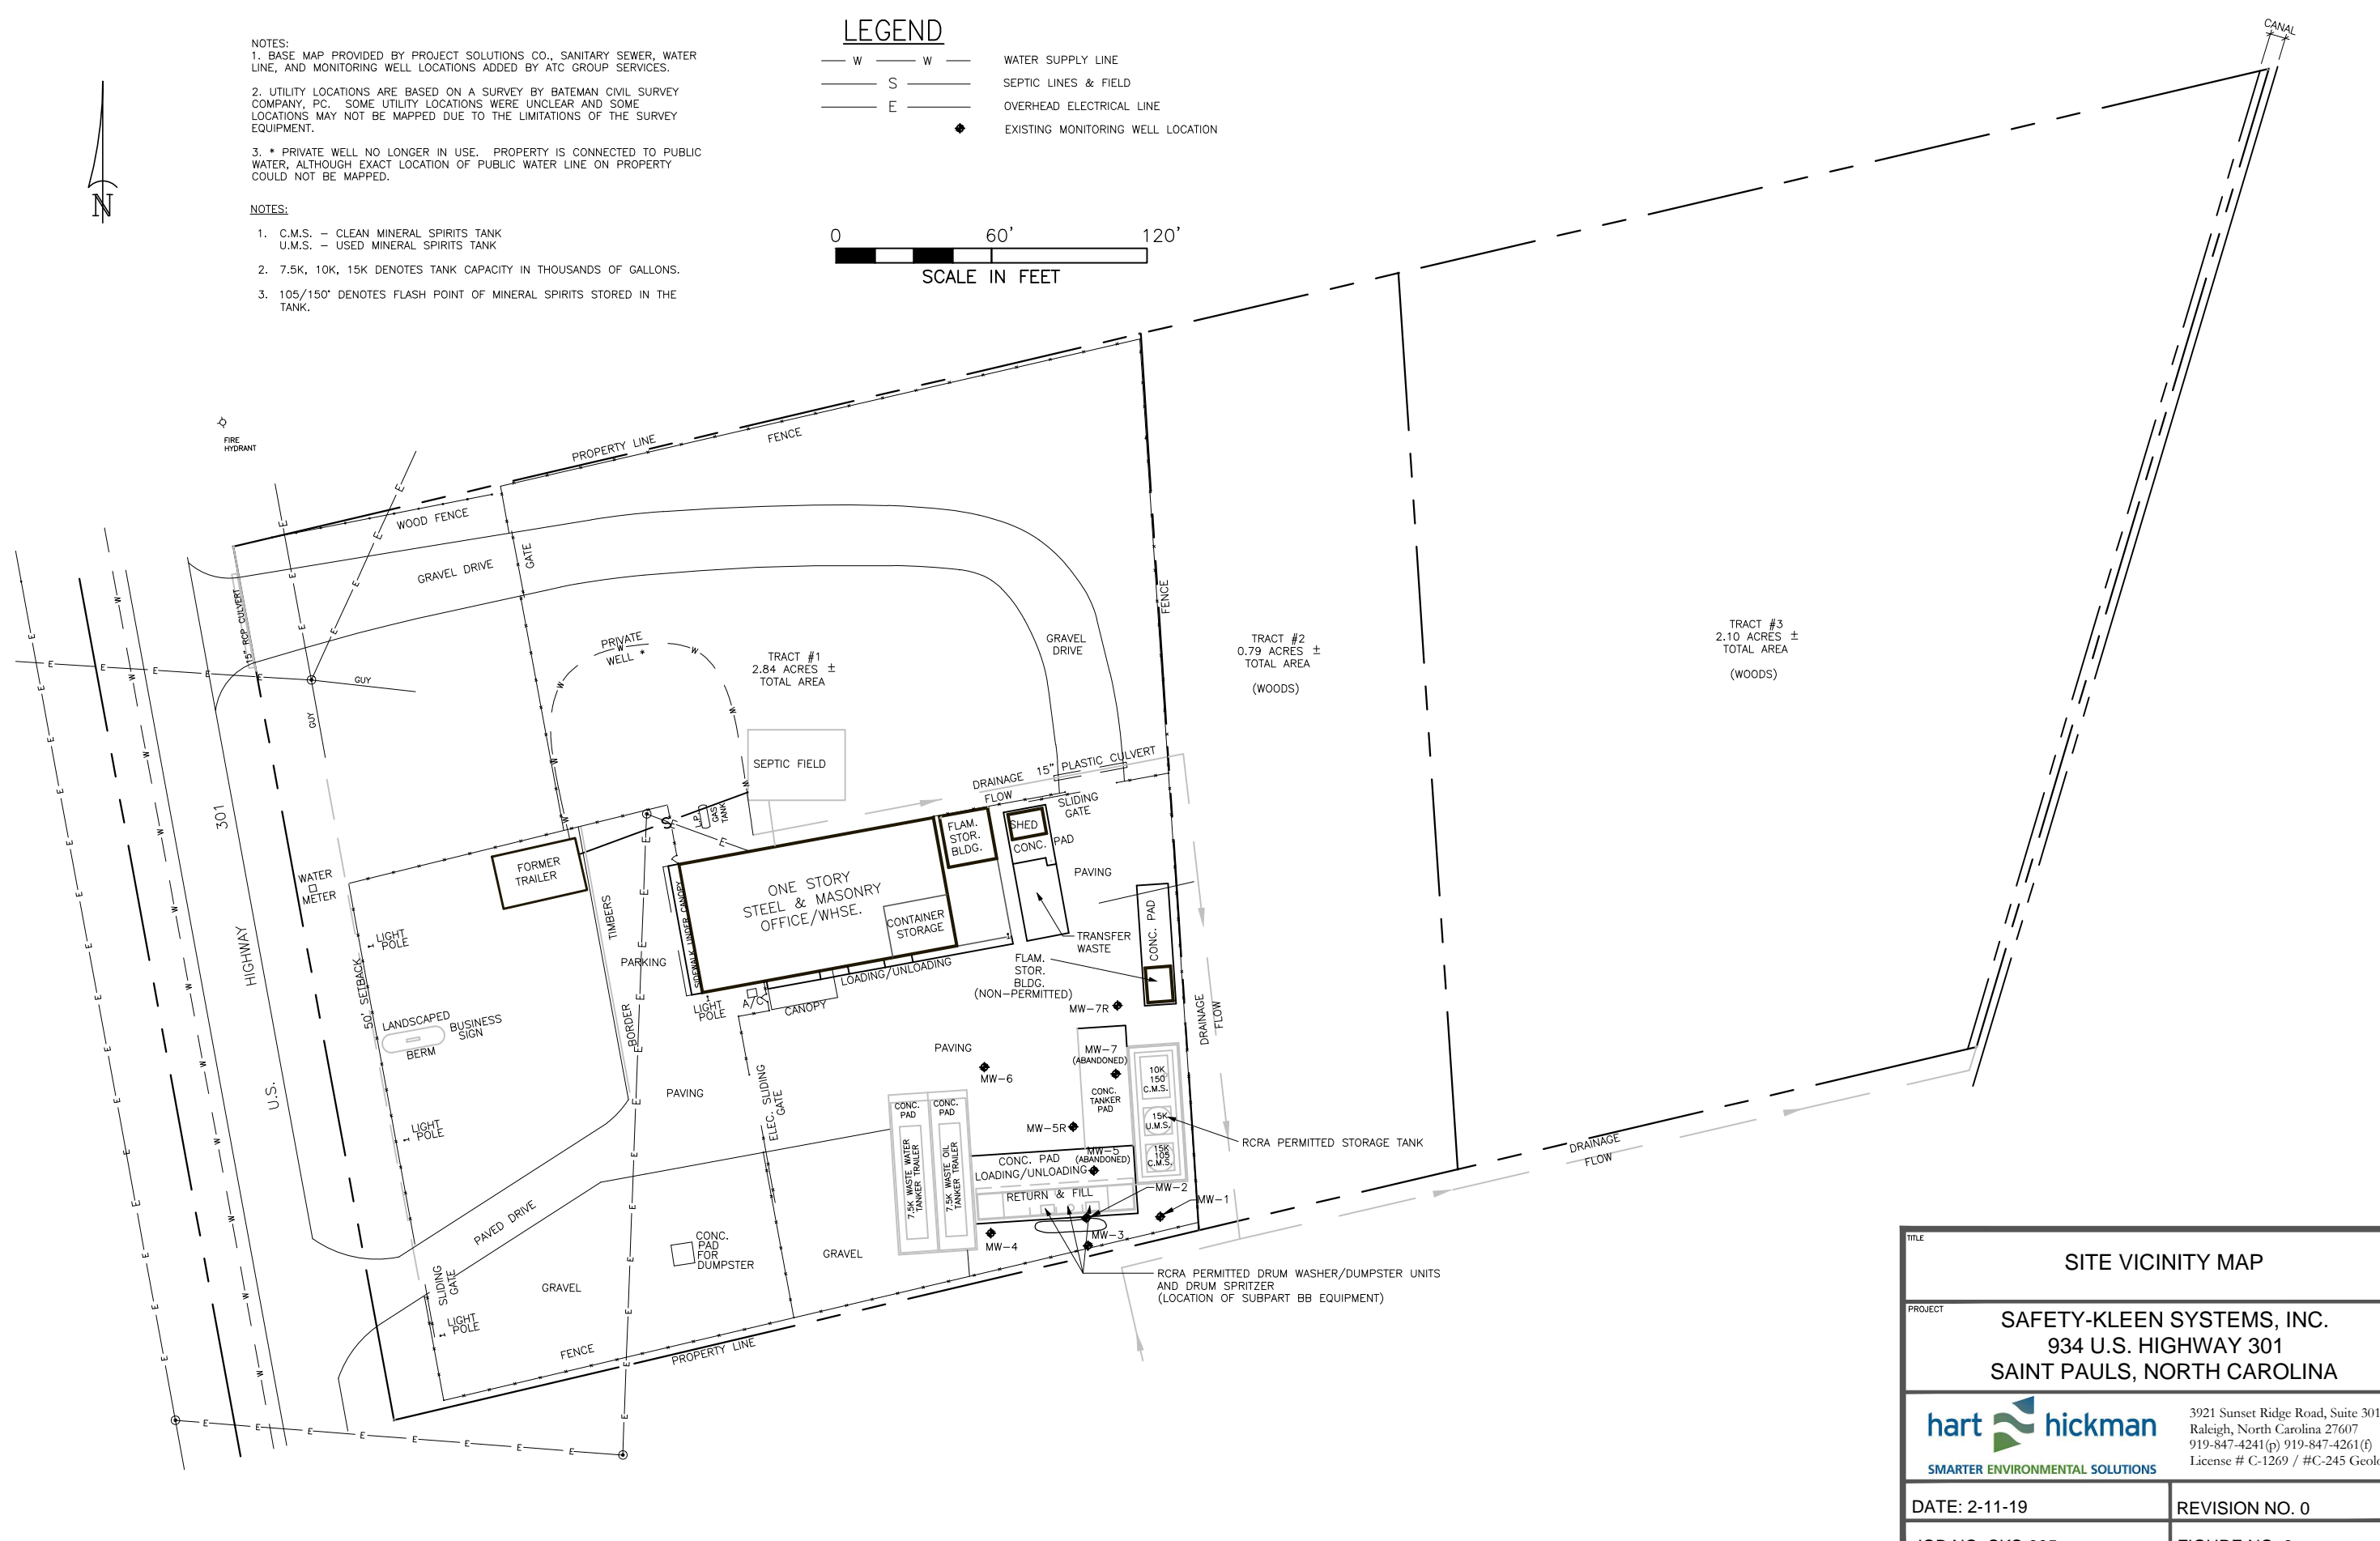 NOTES:
1. BASE MAP PROVIDED BY PROJECT SOLUTIONS CO., SANITARY SEWER, WATER
LINE, AND MONITORING WELL LOCATIONS ADDED BY ATC GROUP SERVICES.
2. UTILITY LOCATIONS ARE BASED ON A SURVEY BY BATEMAN CIVIL SURVEY
COMPANY, PC. SOME UTILITY LOCATIONS WERE UNCLEAR AND SOME
LOCATIONS MAY NOT BE MAPPED DUE TO THE LIMITATIONS OF THE SURVEY
EQUIPMENT.
3. * PRIVATE WELL NO LONGER IN USE. PROPERTY IS CONNECTED TO PUBLIC
WATER, ALTHOUGH EXACT LOCATION OF PUBLIC WATER LINE ON PROPERTY
COULD NOT BE MAPPED.
NOTES:
1. C.M.S. – CLEAN MINERAL SPIRITS TANK
U.M.S. – USED MINERAL SPIRITS TANK
2. 7.5K, 10K, 15K DENOTES TANK CAPACITY IN THOUSANDS OF GALLONS.
3. 105/150° DENOTES FLASH POINT OF MINERAL SPIRITS STORED IN THE
TANK.
N
LEGEND
W W WATER SUPPLY LINE
S SEPTIC LINES & FIELD
E OVERHEAD ELECTRICAL LINE
EXISTING MONITORING WELL LOCATION
0 60' 120'
SCALE IN FEET
CANAL
FIRE
HYDRANT
PROPERTY LINE
FENCE
WOOD FENCE
GRAVEL DRIVE
GATE
15" RCP CULVERT
GUY
GUY
PRIVATE
W
WELL *
TRACT #1
2.84 ACRES ±
TOTAL AREA
GRAVEL
DRIVE
FENCE
TRACT #2
0.79 ACRES ±
TOTAL AREA
(WOODS)
TRACT #3
2.10 ACRES ±
TOTAL AREA
(WOODS)
SEPTIC FIELD
DRAINAGE
FLOW
15" PLASTIC CULVERT
SLIDING
GATE
L.P.
GAS
TANK
S
FORMER
TRAILER
FLAM.
STOR.
BLDG.
SHED
CONC. PAD
PAVING
ONE STORY
STEEL & MASONRY
OFFICE/WHSE.
CONTAINER
STORAGE
SIDEWALK UNDER CANOPY
LOADING/UNLOADING
CANOPY
A/C
LIGHT
POLE
TRANSFER
WASTE
CONC. PAD
FLAM.
STOR.
BLDG.
(NON-PERMITTED)
WATER
METER
301
HIGHWAY
U.S.
50' SETBACK
LIGHT
POLE
TIMBERS
BORDER
PARKING
LANDSCAPED
BERM
BUSINESS
SIGN
LIGHT
POLE
PAVING
ELEC. SLIDING
GATE
PAVING
MW-6
MW-7R
MW-7
(ABANDONED)
CONC.
TANKER
PAD
MW-5R
MW-5
(ABANDONED)
DRAINAGE
FLOW
10K
150
C.M.S.
15K
U.M.S.
15K
105
C.M.S.
RCRA PERMITTED STORAGE TANK
CONC.
PAD
CONC.
PAD
7.5K WASTE WATER
TANKER TRAILER
7.5K WASTE OIL
TANKER TRAILER
CONC. PAD
LOADING/UNLOADING
RETURN & FILL
MW-2
MW-1
MW-3
MW-4
DRAINAGE
FLOW
PAVED DRIVE
CONC.
PAD
FOR
DUMPSTER
GRAVEL
GRAVEL
SLIDING
GATE
LIGHT
POLE
FENCE
PROPERTY LINE
RCRA PERMITTED DRUM WASHER/DUMPSTER UNITS
AND DRUM SPRITZER
(LOCATION OF SUBPART BB EQUIPMENT)
TITLE
SITE VICINITY MAP
PROJECT
SAFETY-KLEEN SYSTEMS, INC.
934 U.S. HIGHWAY 301
SAINT PAULS, NORTH CAROLINA
hart hickman
SMARTER ENVIRONMENTAL SOLUTIONS
3921 Sunset Ridge Road, Suite 301
Raleigh, North Carolina 27607
919-847-4241(p) 919-847-4261(f)
License # C-1269 / #C-245
DATE: 2-11-19
REVISION NO. 0